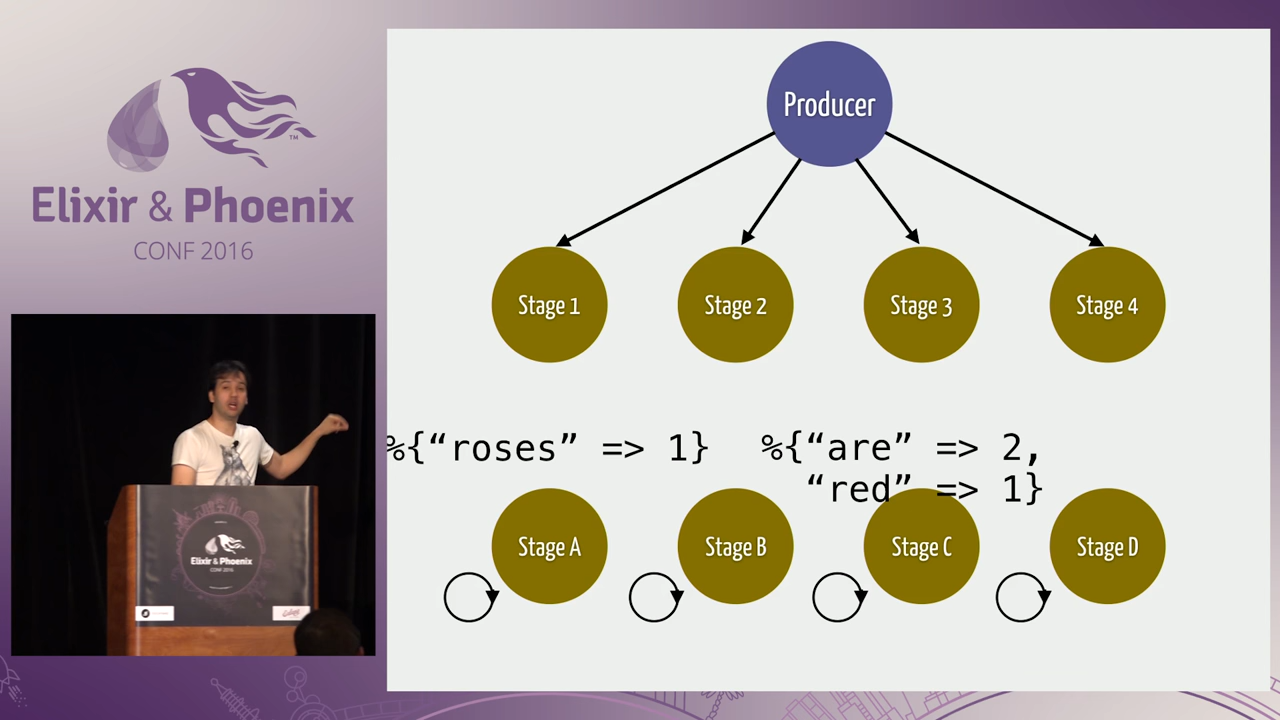 Elixir & Phoenix
TM
CONF 2016
Producer
Stage 1
Stage 2
Stage 3
Stage 4
%{“roses” => 1}
%{“are” => 2,
“red” => 1}
Stage A
Stage B
Stage C
Stage D
Elixir & Phoenix
CONF 2016